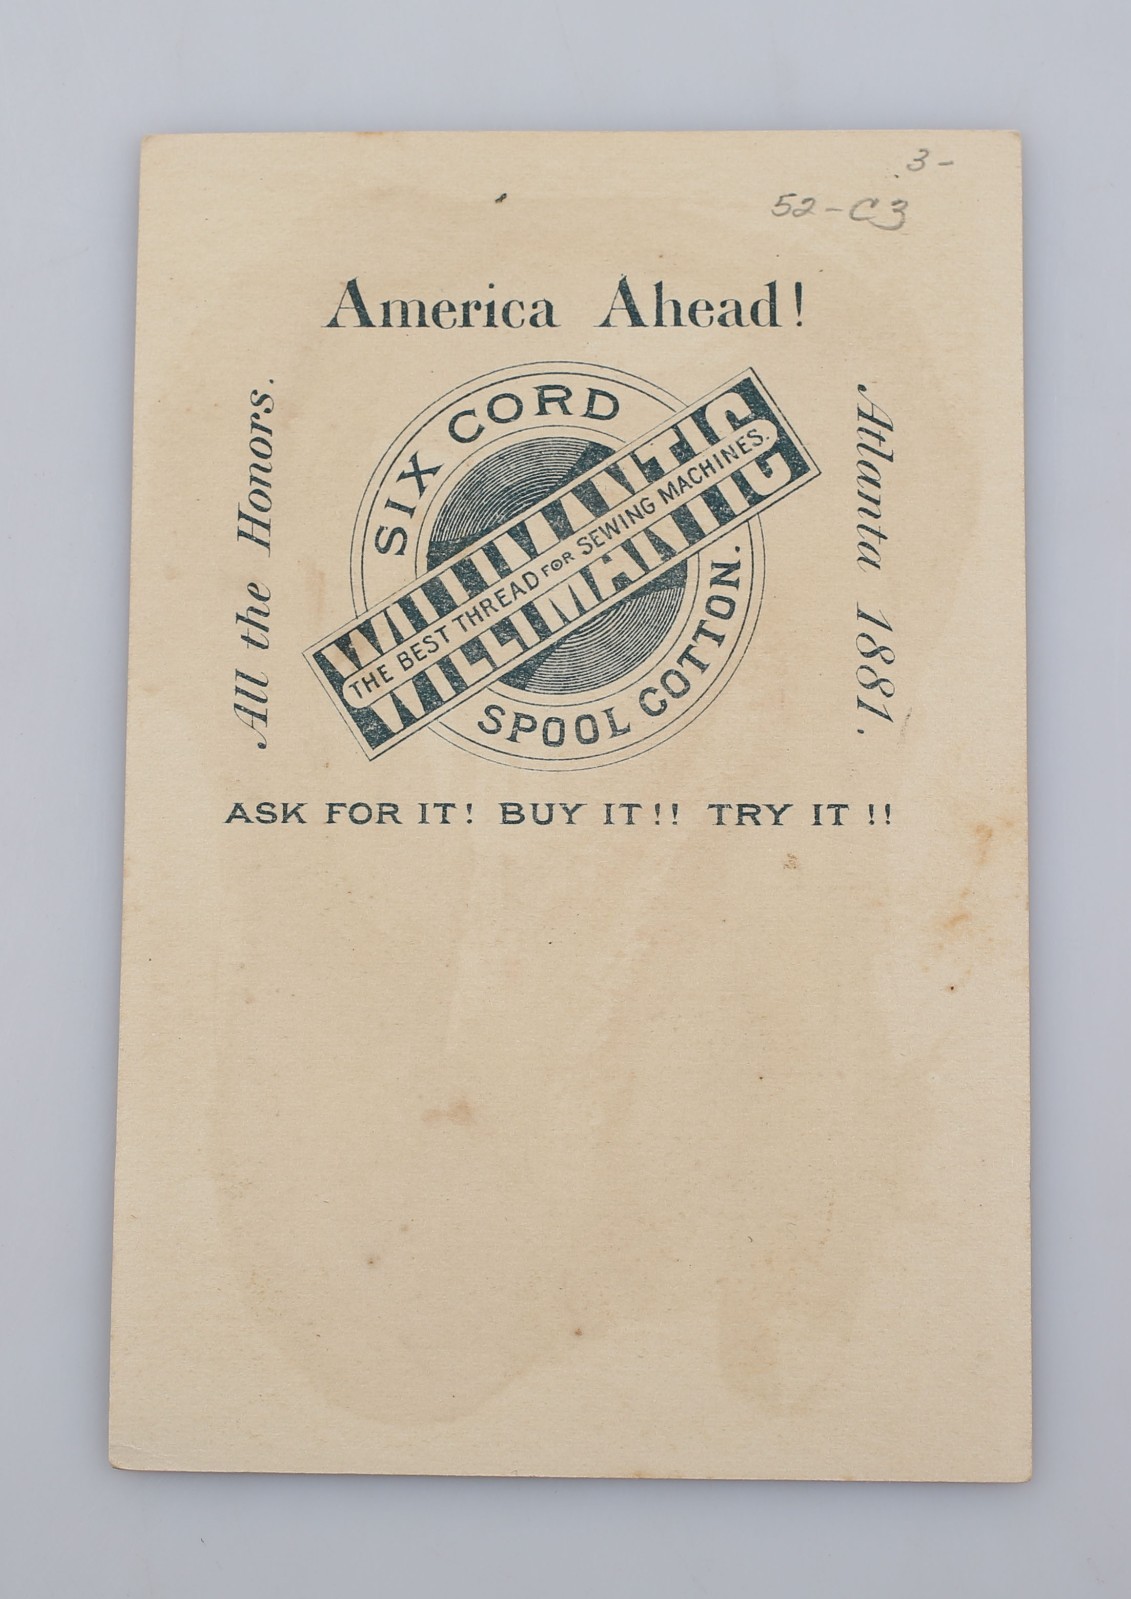 3-
52-C3
America Ahead!
All the Honors.
SIX CORD
WILLIMANTIC
THE BEST THREAD FOR SEWING MACHINES.
WILLIMANTIC
SPOOL COTTON.
Atlanta 1881.
ASK FOR IT! BUY IT!! TRY IT!!